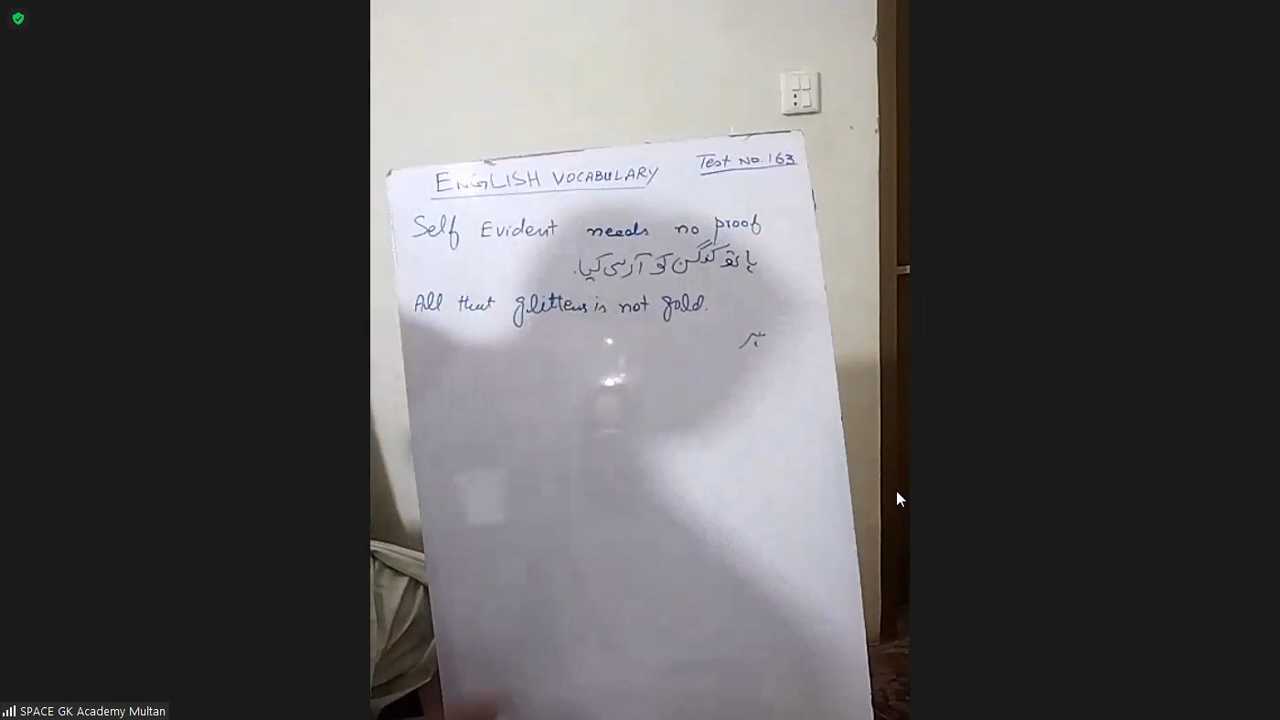 ENGLISH VOCABULARY
Test No. 163
Self Evident needs no proof
ہاتھ کنگن کو آرسی کیا.
All that glitters is not gold.
ہر
SPACE GK Academy Multan